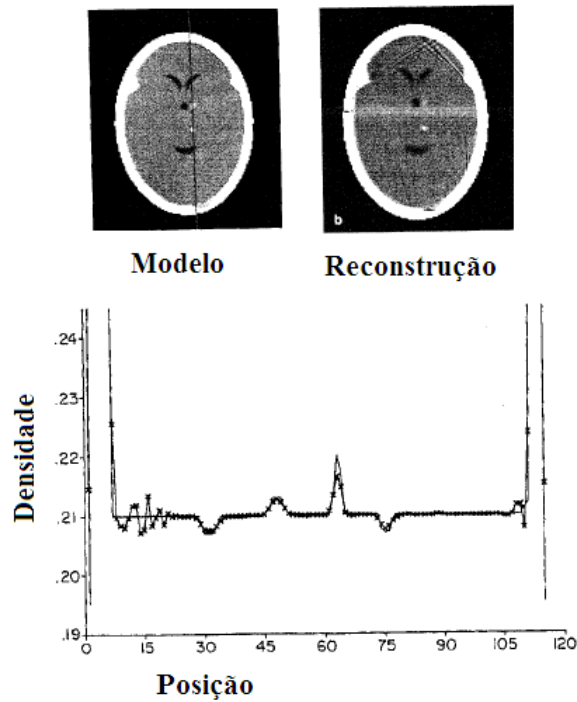 b
Modelo
Reconstrução
Densidade
.24
.23
.22
.21
.20
.19
0 15 30 45 60 75 90 105 120
Posição